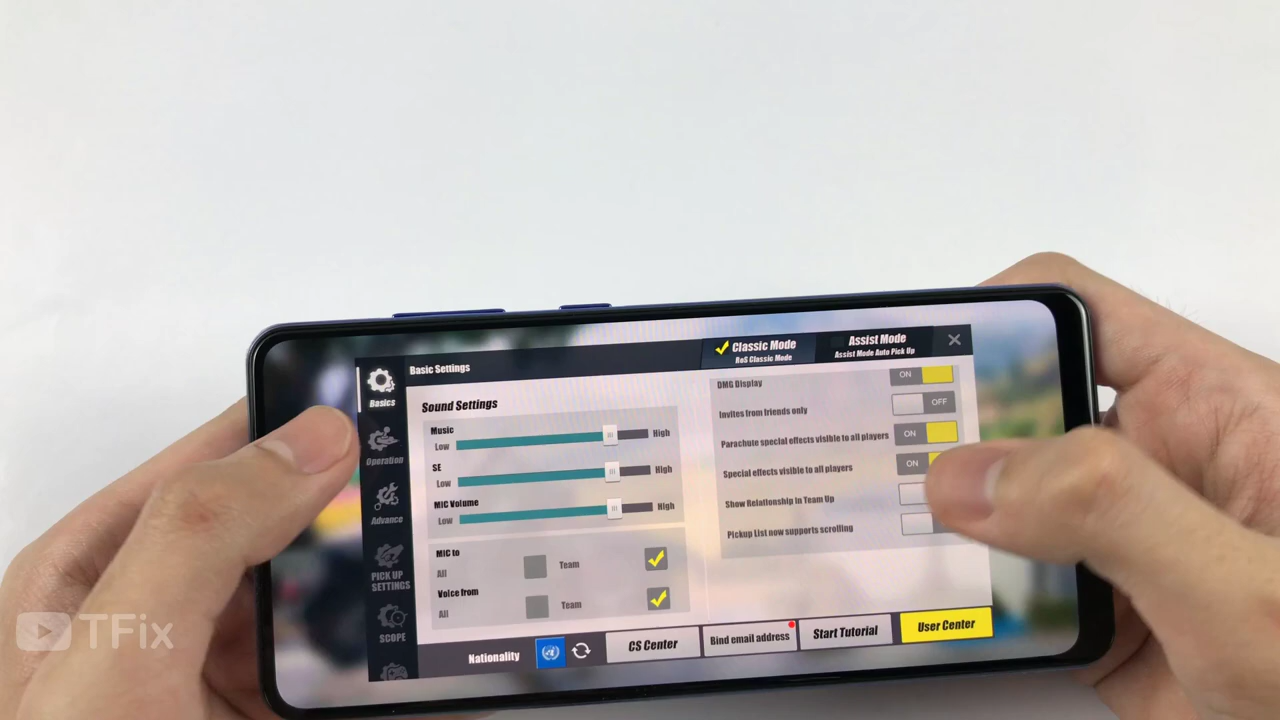 Classic Mode
RoS Classic Mode
Assist Mode
Assist Mode Auto Pick Up
Basic Settings
Basics
Operation
Advance
PICK UP
SETTINGS
SCOPE
Sound Settings
Music
Low
High
SE
Low
High
MIC Volume
Low
High
MIC to
All
Team
Voice from
All
Team
DMG Display
ON
Invites from friends only
OFF
Parachute special effects visible to all players
ON
Special effects visible to all players
ON
Show Relationship In Team Up
Pickup List now supports scrolling
Nationality
CS Center
Bind email address
Start Tutorial
User Center
TFix